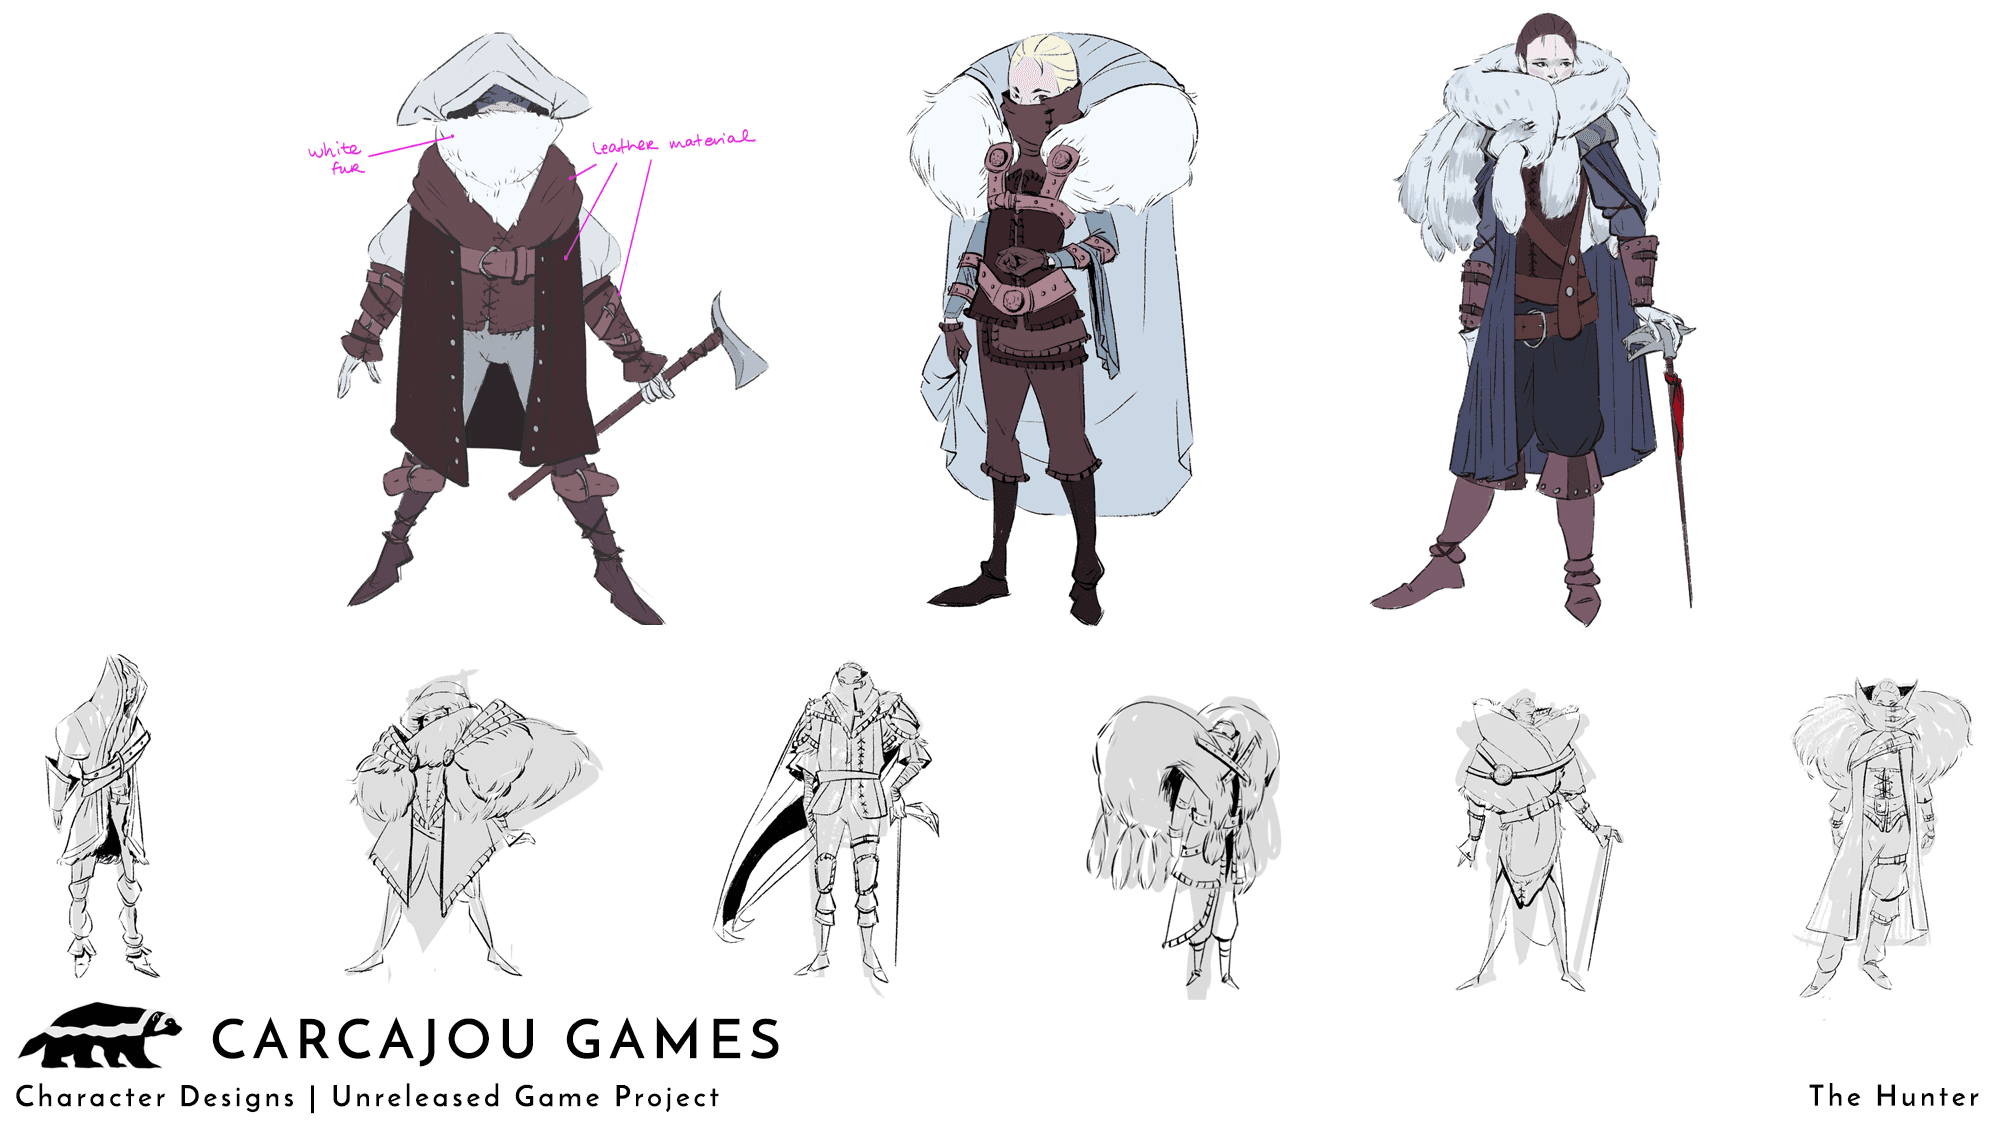 white
fur
leather material
CARCAJOU GAMES
Character Designs | Unreleased Game Project
The Hunter